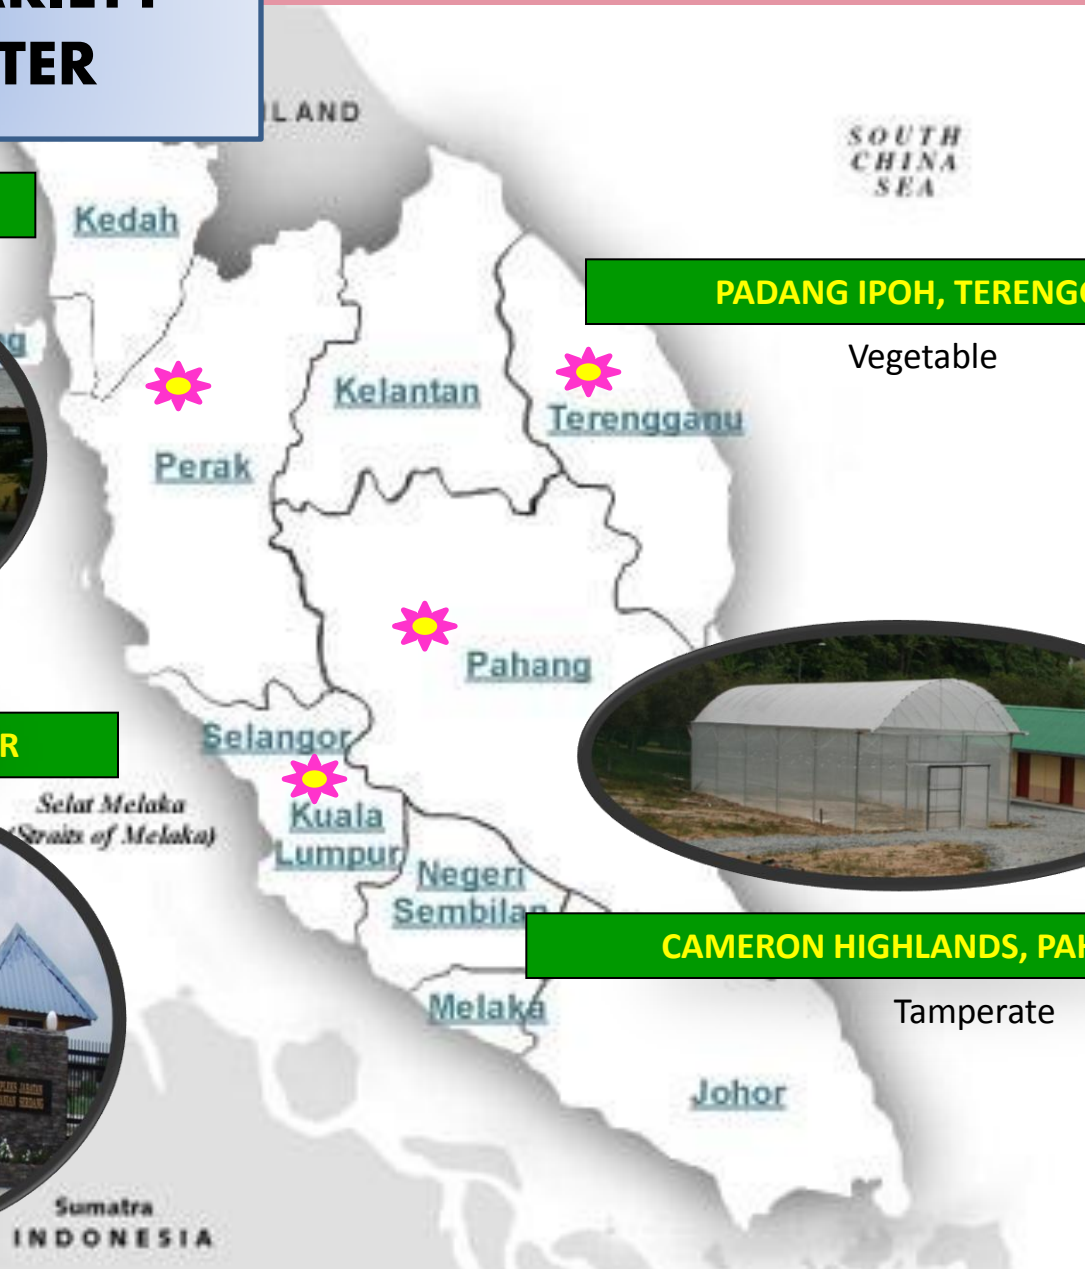 TER
LAND
SOUTH
CHINA
SEA
Kedah
PADANG IPOH, TERENGG
Vegetable
Kelantan
Terengganu
Perak
Pahang
Selangor
R
Selat Melaka
(Straits of Melaka)
Kuala
Lumpur
Negeri
Sembilan
CAMERON HIGHLANDS, PAH
Melaka
Tamperate
Johor
Sumatra
INDONESIA